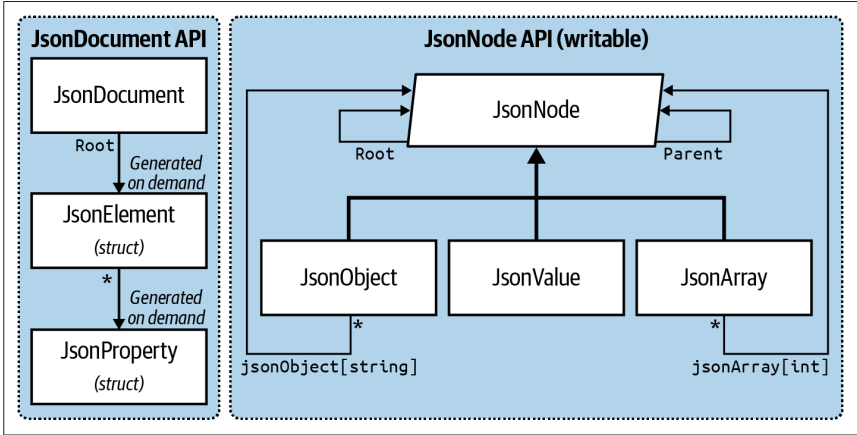 JsonDocument API
JsonDocument
Root
Generated
on demand
JsonElement
(struct)
*
Generated
on demand
JsonProperty
(struct)
JsonNode API (writable)
JsonNode
Root
Parent
JsonObject
JsonValue
JsonArray
*
*
jsonObject[string]
jsonArray[int]